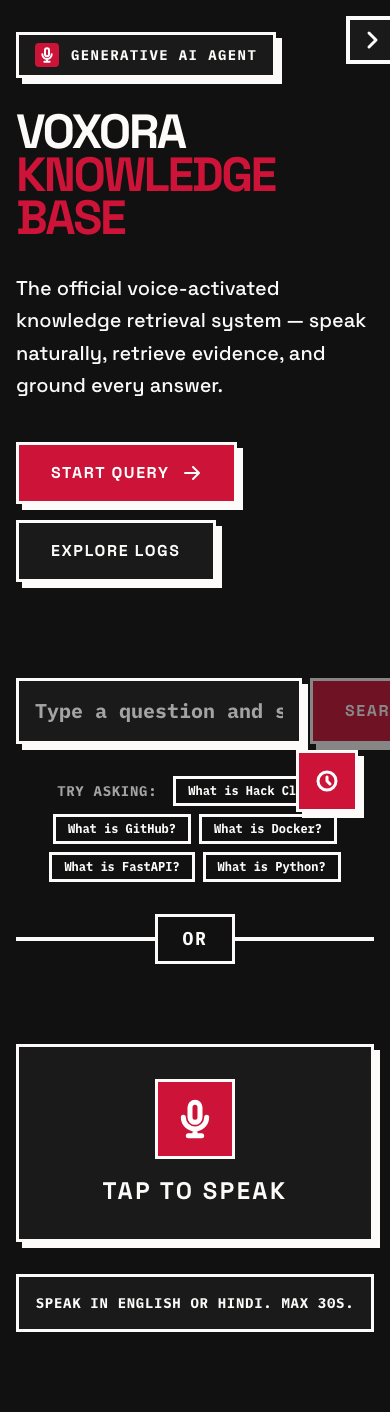 GENERATIVE AI AGENT
VOXORA
KNOWLEDGE
BASE
The official voice-activated
knowledge retrieval system — speak
naturally, retrieve evidence, and
ground every answer.
START QUERY
EXPLORE LOGS
Type a question and s
SEAR
TRY ASKING:
What is Hack Cl
What is GitHub?
What is Docker?
What is FastAPI?
What is Python?
OR
TAP TO SPEAK
SPEAK IN ENGLISH OR HINDI. MAX 30S.